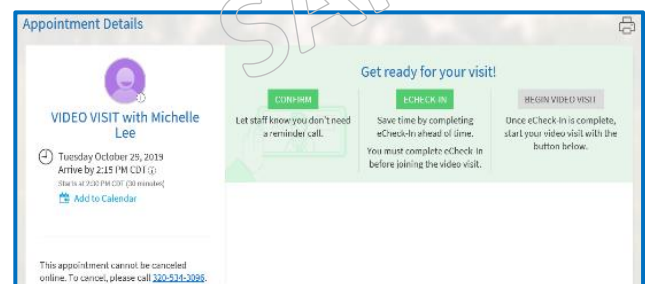 Appointment Details
Get ready for your visit!
CONFIRM
Let staff know you don't need
a reminder call.
ECHECK-IN
Save time by completing
eCheck-In ahead of time.
You must complete eCheck-In
before joining the video visit.
BEGIN VIDEO VISIT
Once eCheck-In is complete,
start your video visit with the
button below.
VIDEO VISIT with Michelle
Lee
Tuesday October 29, 2019
Arrive by 2:15 PM CDT
Starts at PM CDT (30 minutes)
Add to Calendar
This appointment cannot be canceled
online. To cancel, please call 320-534-3096.